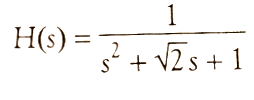 H(s) = 1 / (s² + √2 s + 1)